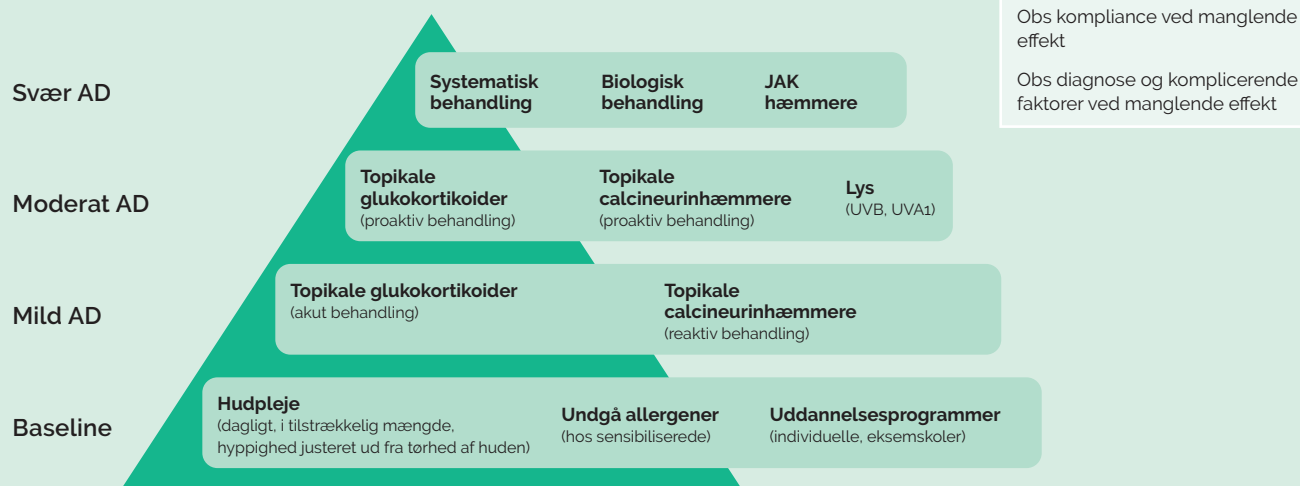 Obs kompliance ved manglende
effekt
Obs diagnose og komplicerende
faktorer ved manglende effekt
Svær AD
Systematisk
behandling
Biologisk
behandling
JAK
hæmmere
Moderat AD
Topikale
glukokortikoider
(proaktiv behandling)
Topikale
calcineurinhæmmere
(proaktiv behandling)
Lys
(UVB, UVA1)
Mild AD
Topikale glukokortikoider
(akut behandling)
Topikale
calcineurinhæmmere
(reaktiv behandling)
Baseline
Hudpleje
(dagligt, i tilstrækkelig mængde,
hyppighed justeret ud fra tørhed af huden)
Undgå allergener
(hos sensibiliserede)
Uddannelsesprogrammer
(individuelle, eksemskoler)